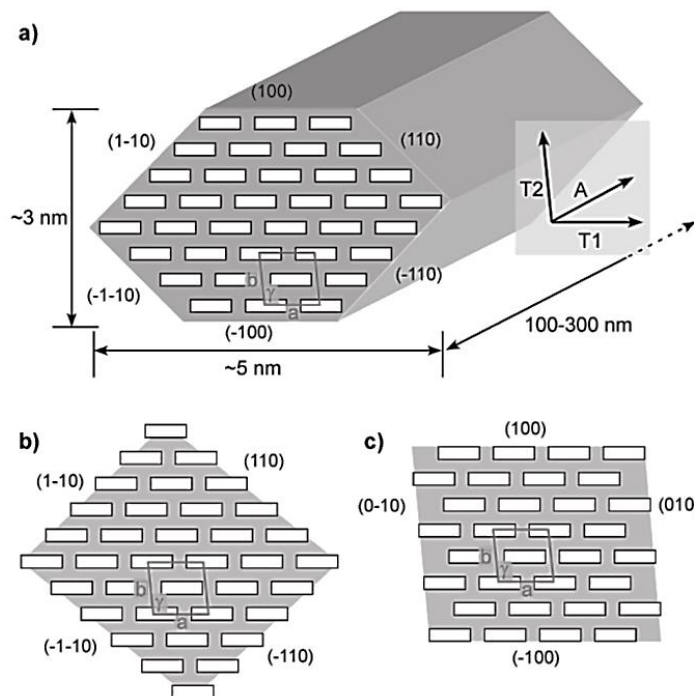 a)
(100)
(1-10)
(110)
~3 nm
T2
A
T1
b
γ
a
(-1-10)
(-110)
(-100)
100-300 nm
~5 nm
b)
(1-10)
(110)
b
γ
a
(-1-10)
(-110)
c)
(100)
(0-10)
(010
b
γ
a
(-100)